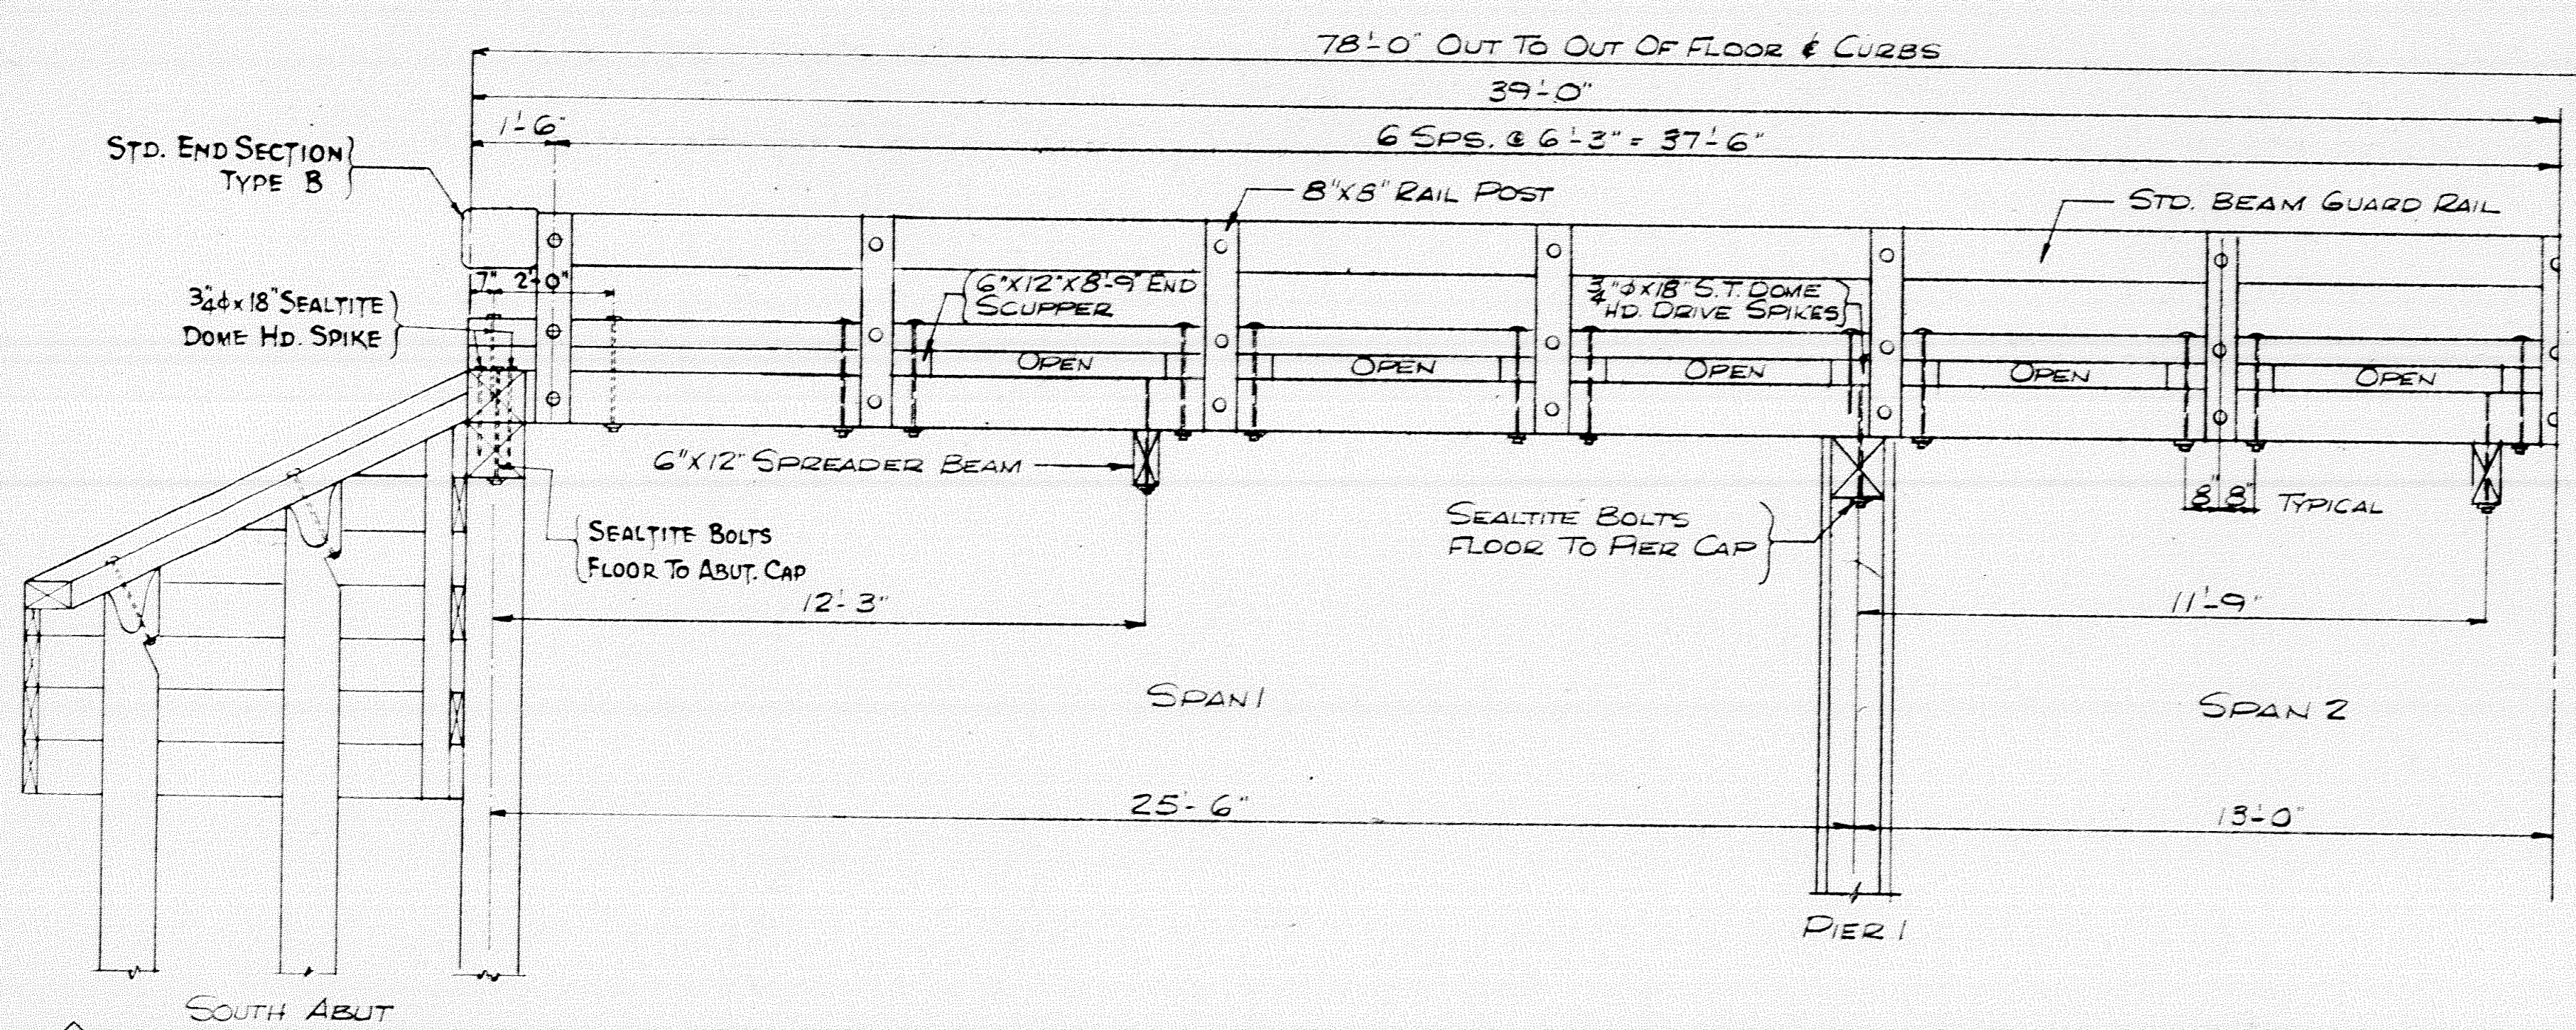 78'-0" OUT TO OUT OF FLOOR & CURBS
39'-0"
1'-6"
6 SPS. @ 6'-3" = 37'-6"
STD. END SECTION
TYPE B
8"X8" RAIL POST
STD. BEAM GUARD RAIL
7" 2'-0"
3/4"φ x 18" SEALTITE
DOME HD. SPIKE
6"X12"X8'-9" END
SCUPPER
3/4"φX18" S.T. DOME
HD. DRIVE SPIKES
OPEN
OPEN
OPEN
OPEN
OPEN
6"X12" SPREADER BEAM
SEALTITE BOLTS
FLOOR TO ABUT. CAP
SEALTITE BOLTS
FLOOR TO PIER CAP
8" 8" TYPICAL
12'-3"
11'-9"
SPAN 1
SPAN 2
25'-6"
13'-0"
PIER 1
SOUTH ABUT